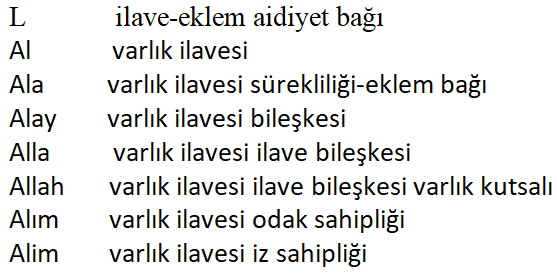 L ilave-eklem aidiyet bağı
Al varlık ilavesi
Ala varlık ilavesi sürekliliği-eklem bağı
Alay varlık ilavesi bileşkesi
Alla varlık ilavesi ilave bileşkesi
Allah varlık ilavesi ilave bileşkesi varlık kutsalı
Alım varlık ilavesi odak sahipliği
Alim varlık ilavesi iz sahipliği